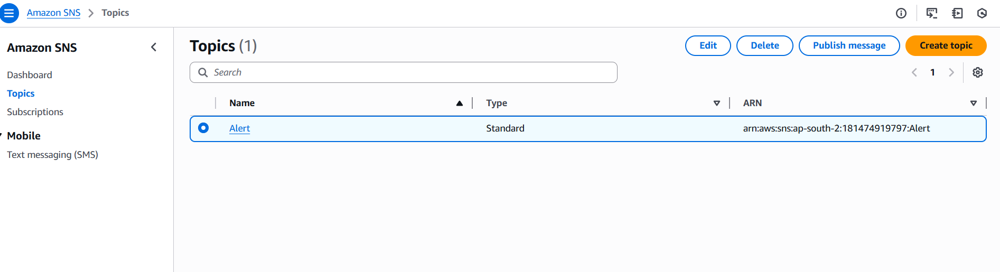 Amazon SNS > Topics
Amazon SNS
Dashboard
Topics
Subscriptions
Mobile
Text messaging (SMS)
Topics (1)
Edit
Delete
Publish message
Create topic
Search
1
Name Type ARN
Alert Standard arn:aws:sns:ap-south-2:181474919797:Alert